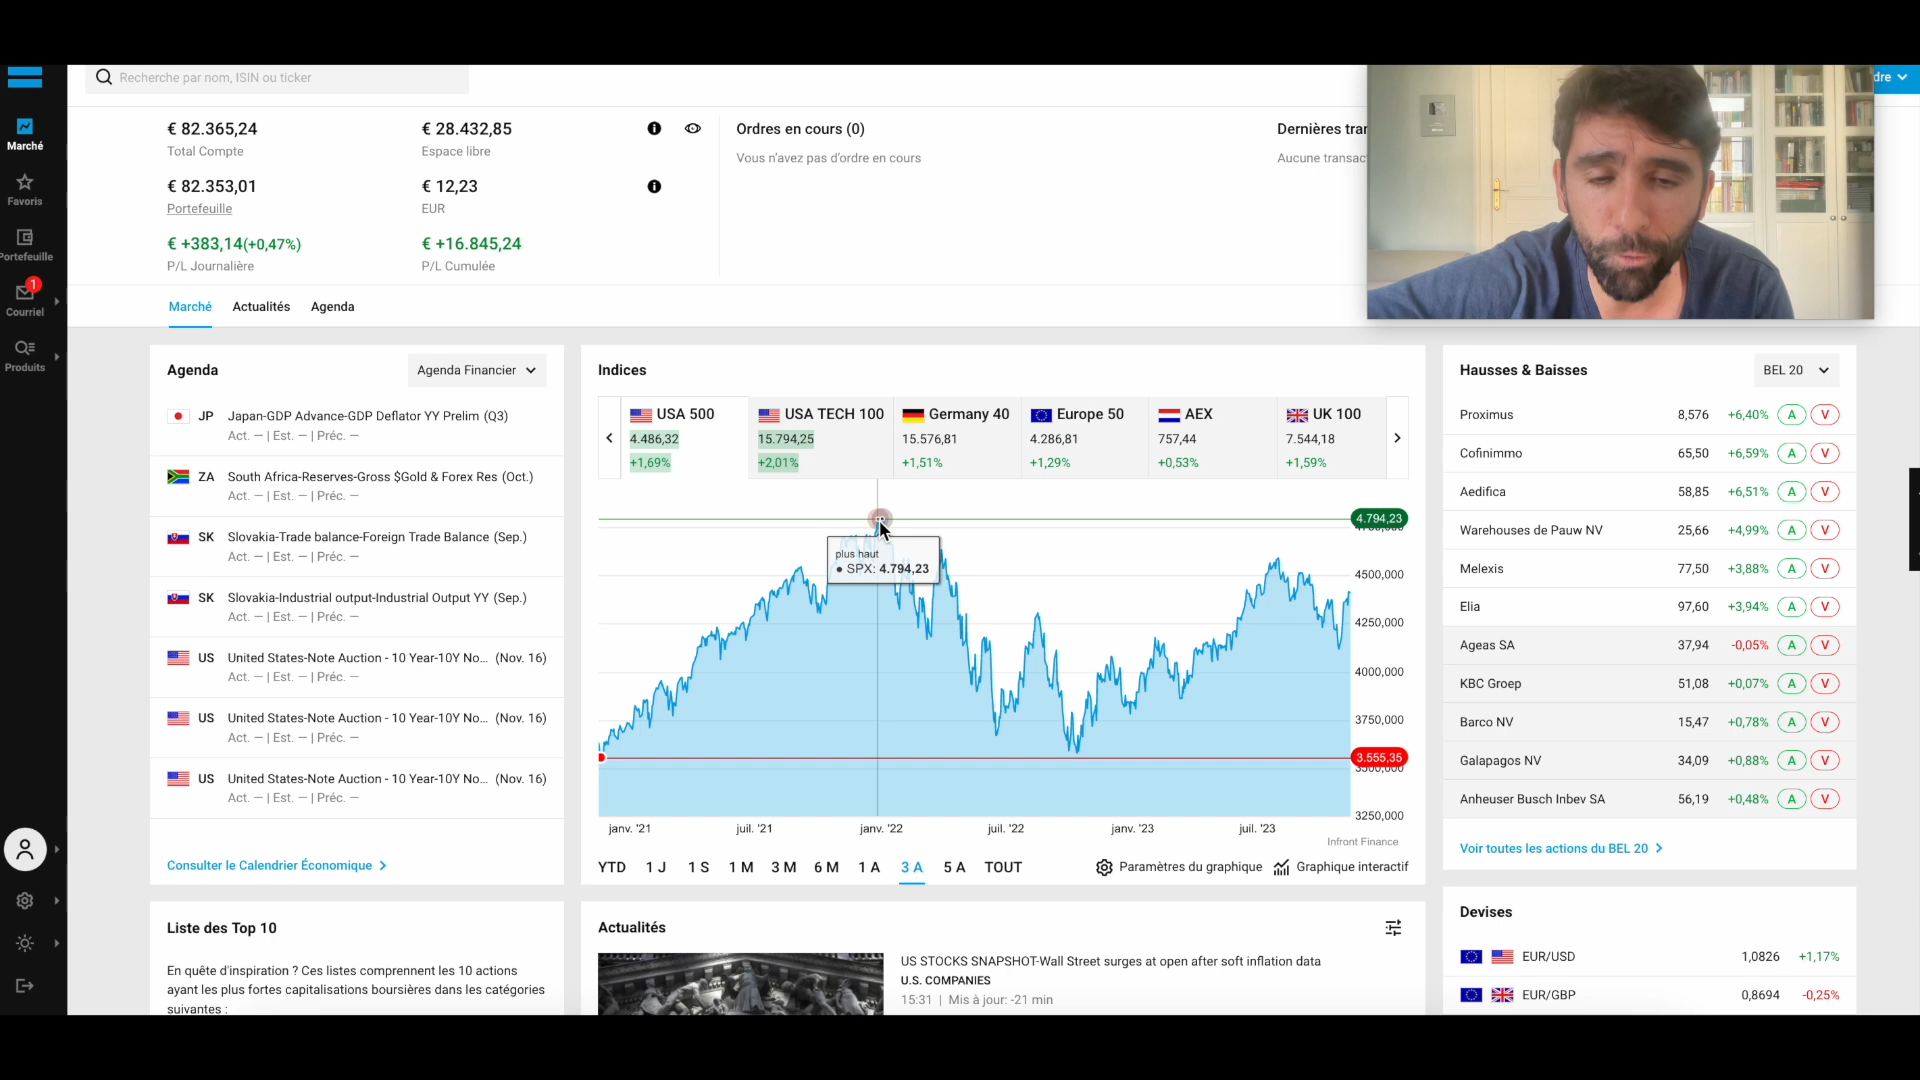 Recherche par nom, ISIN ou ticker
dre
Marché
Favoris
Portefeuille
1
Courriel
Produits
€ 82.365,24
Total Compte
€ 28.432,85
Espace libre
€ 82.353,01
Portefeuille
€ 12,23
EUR
€ +383,14(+0,47%)
P/L Journalière
€ +16.845,24
P/L Cumulée
Ordres en cours (0)
Vous n'avez pas d'ordre en cours
Dernières trar
Aucune transac
Marché Actualités Agenda
Agenda
Agenda Financier
JP Japan-GDP Advance-GDP Deflator YY Prelim (Q3)
Act. — | Est. — | Préc. —
ZA South Africa-Reserves-Gross $Gold & Forex Res (Oct.)
Act. — | Est. — | Préc. —
SK Slovakia-Trade balance-Foreign Trade Balance (Sep.)
Act. — | Est. — | Préc. —
SK Slovakia-Industrial output-Industrial Output YY (Sep.)
Act. — | Est. — | Préc. —
US United States-Note Auction - 10 Year-10Y No... (Nov. 16)
Act. — | Est. — | Préc. —
US United States-Note Auction - 10 Year-10Y No... (Nov. 16)
Act. — | Est. — | Préc. —
US United States-Note Auction - 10 Year-10Y No... (Nov. 16)
Act. — | Est. — | Préc. —
Consulter le Calendrier Économique
Indices
USA 500
4.486,32
+1,69%
USA TECH 100
15.794,25
+2,01%
Germany 40
15.576,81
+1,51%
Europe 50
4.286,81
+1,29%
AEX
757,44
+0,53%
UK 100
7.544,18
+1,59%
4.794,23
plus haut
● SPX: 4.794,23
4500,000
4250,000
4000,000
3750,000
3.555,35
3500,000
3250,000
janv. '21 juil. '21 janv. '22 juil. '22 janv. '23 juil. '23
Infront Finance
YTD 1 J 1 S 1 M 3 M 6 M 1 A 3 A 5 A TOUT
Paramètres du graphique
Graphique interactif
Hausses & Baisses
BEL 20
Proximus 8,576 +6,40% A V
Cofinimmo 65,50 +6,59% A V
Aedifica 58,85 +6,51% A V
Warehouses de Pauw NV 25,66 +4,99% A V
Melexis 77,50 +3,88% A V
Elia 97,60 +3,94% A V
Ageas SA 37,94 -0,05% A V
KBC Groep 51,08 +0,07% A V
Barco NV 15,47 +0,78% A V
Galapagos NV 34,09 +0,88% A V
Anheuser Busch Inbev SA 56,19 +0,48% A V
Voir toutes les actions du BEL 20
Liste des Top 10
En quête d'inspiration ? Ces listes comprennent les 10 actions
ayant les plus fortes capitalisations boursières dans les catégories
suivantes :
Actualités
US STOCKS SNAPSHOT-Wall Street surges at open after soft inflation data
U.S. COMPANIES
15:31 | Mis à jour: -21 min
Devises
EUR/USD 1,0826 +1,17%
EUR/GBP 0,8694 -0,25%